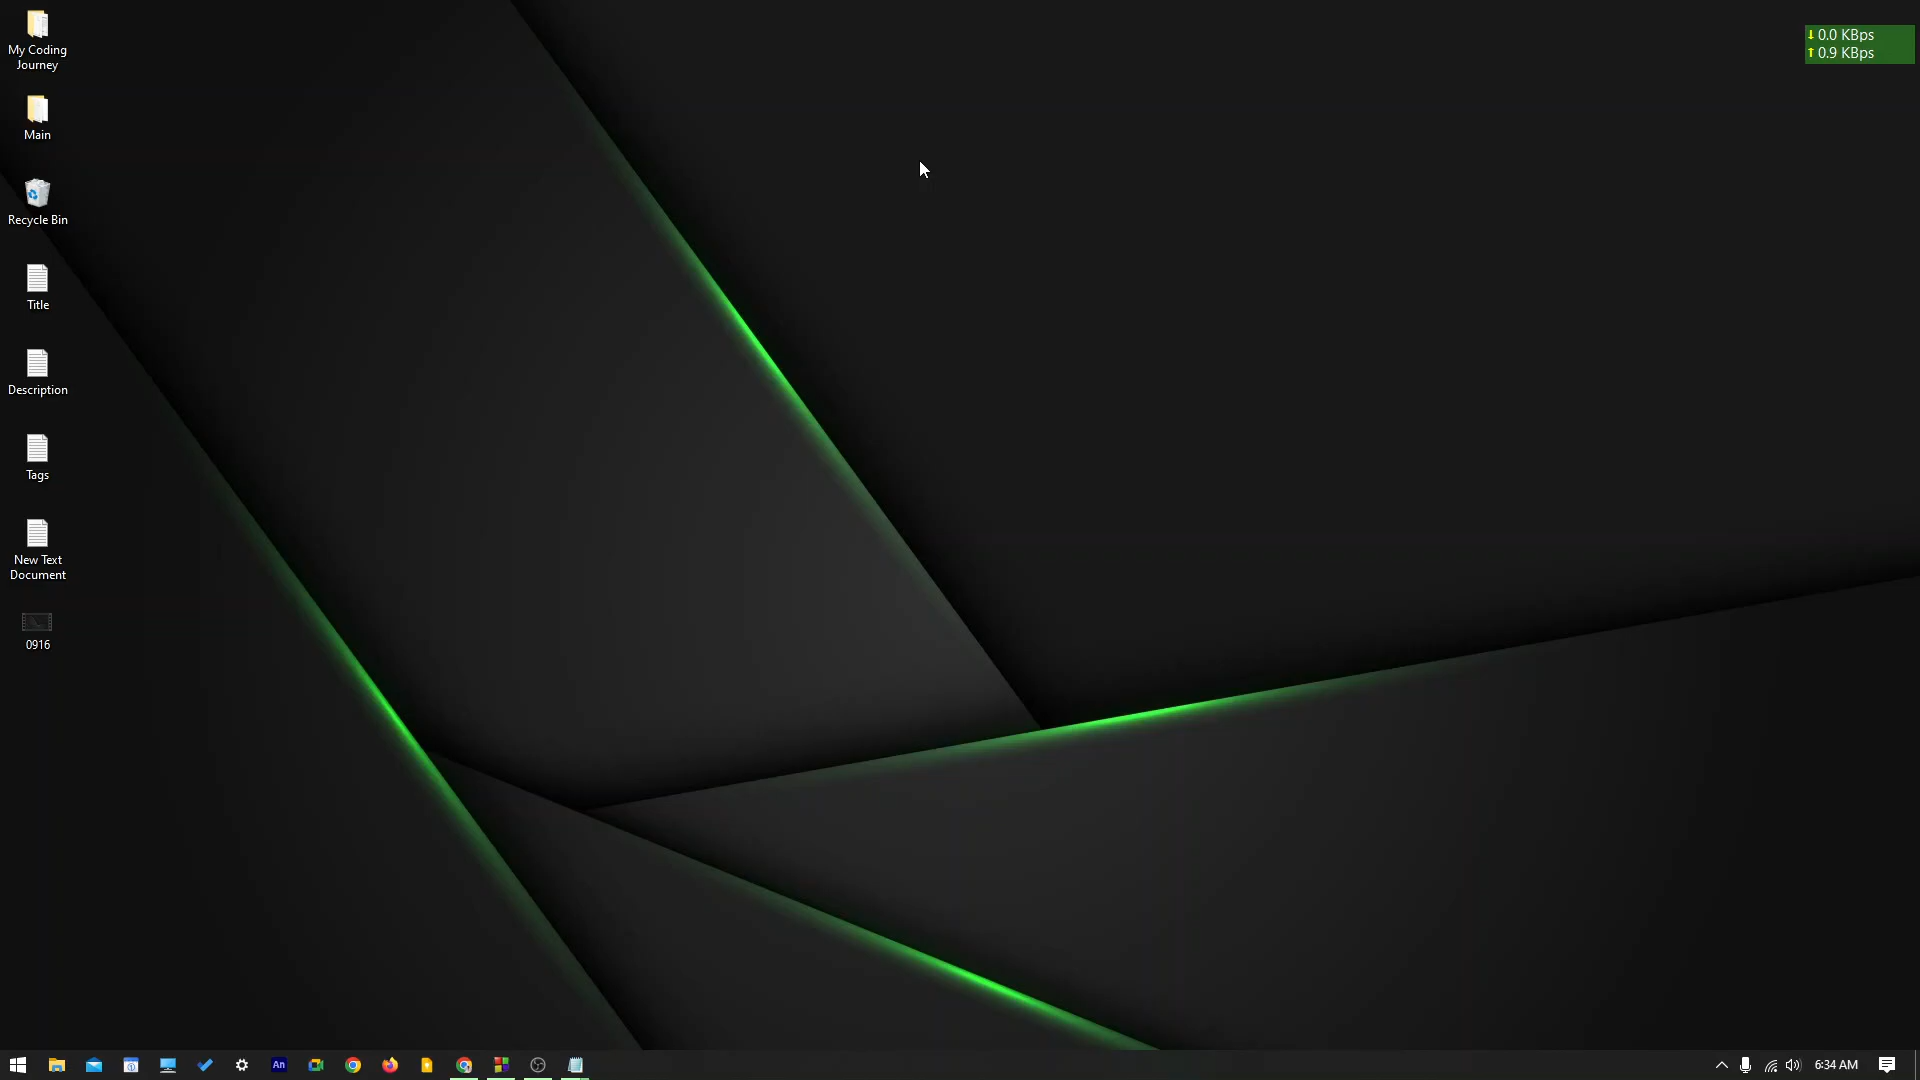 My Coding
Journey
Main
Recycle Bin
Title
Description
Tags
New Text
Document
0916
↓ 0.0 KBps
↑ 0.9 KBps
An
6:34 AM